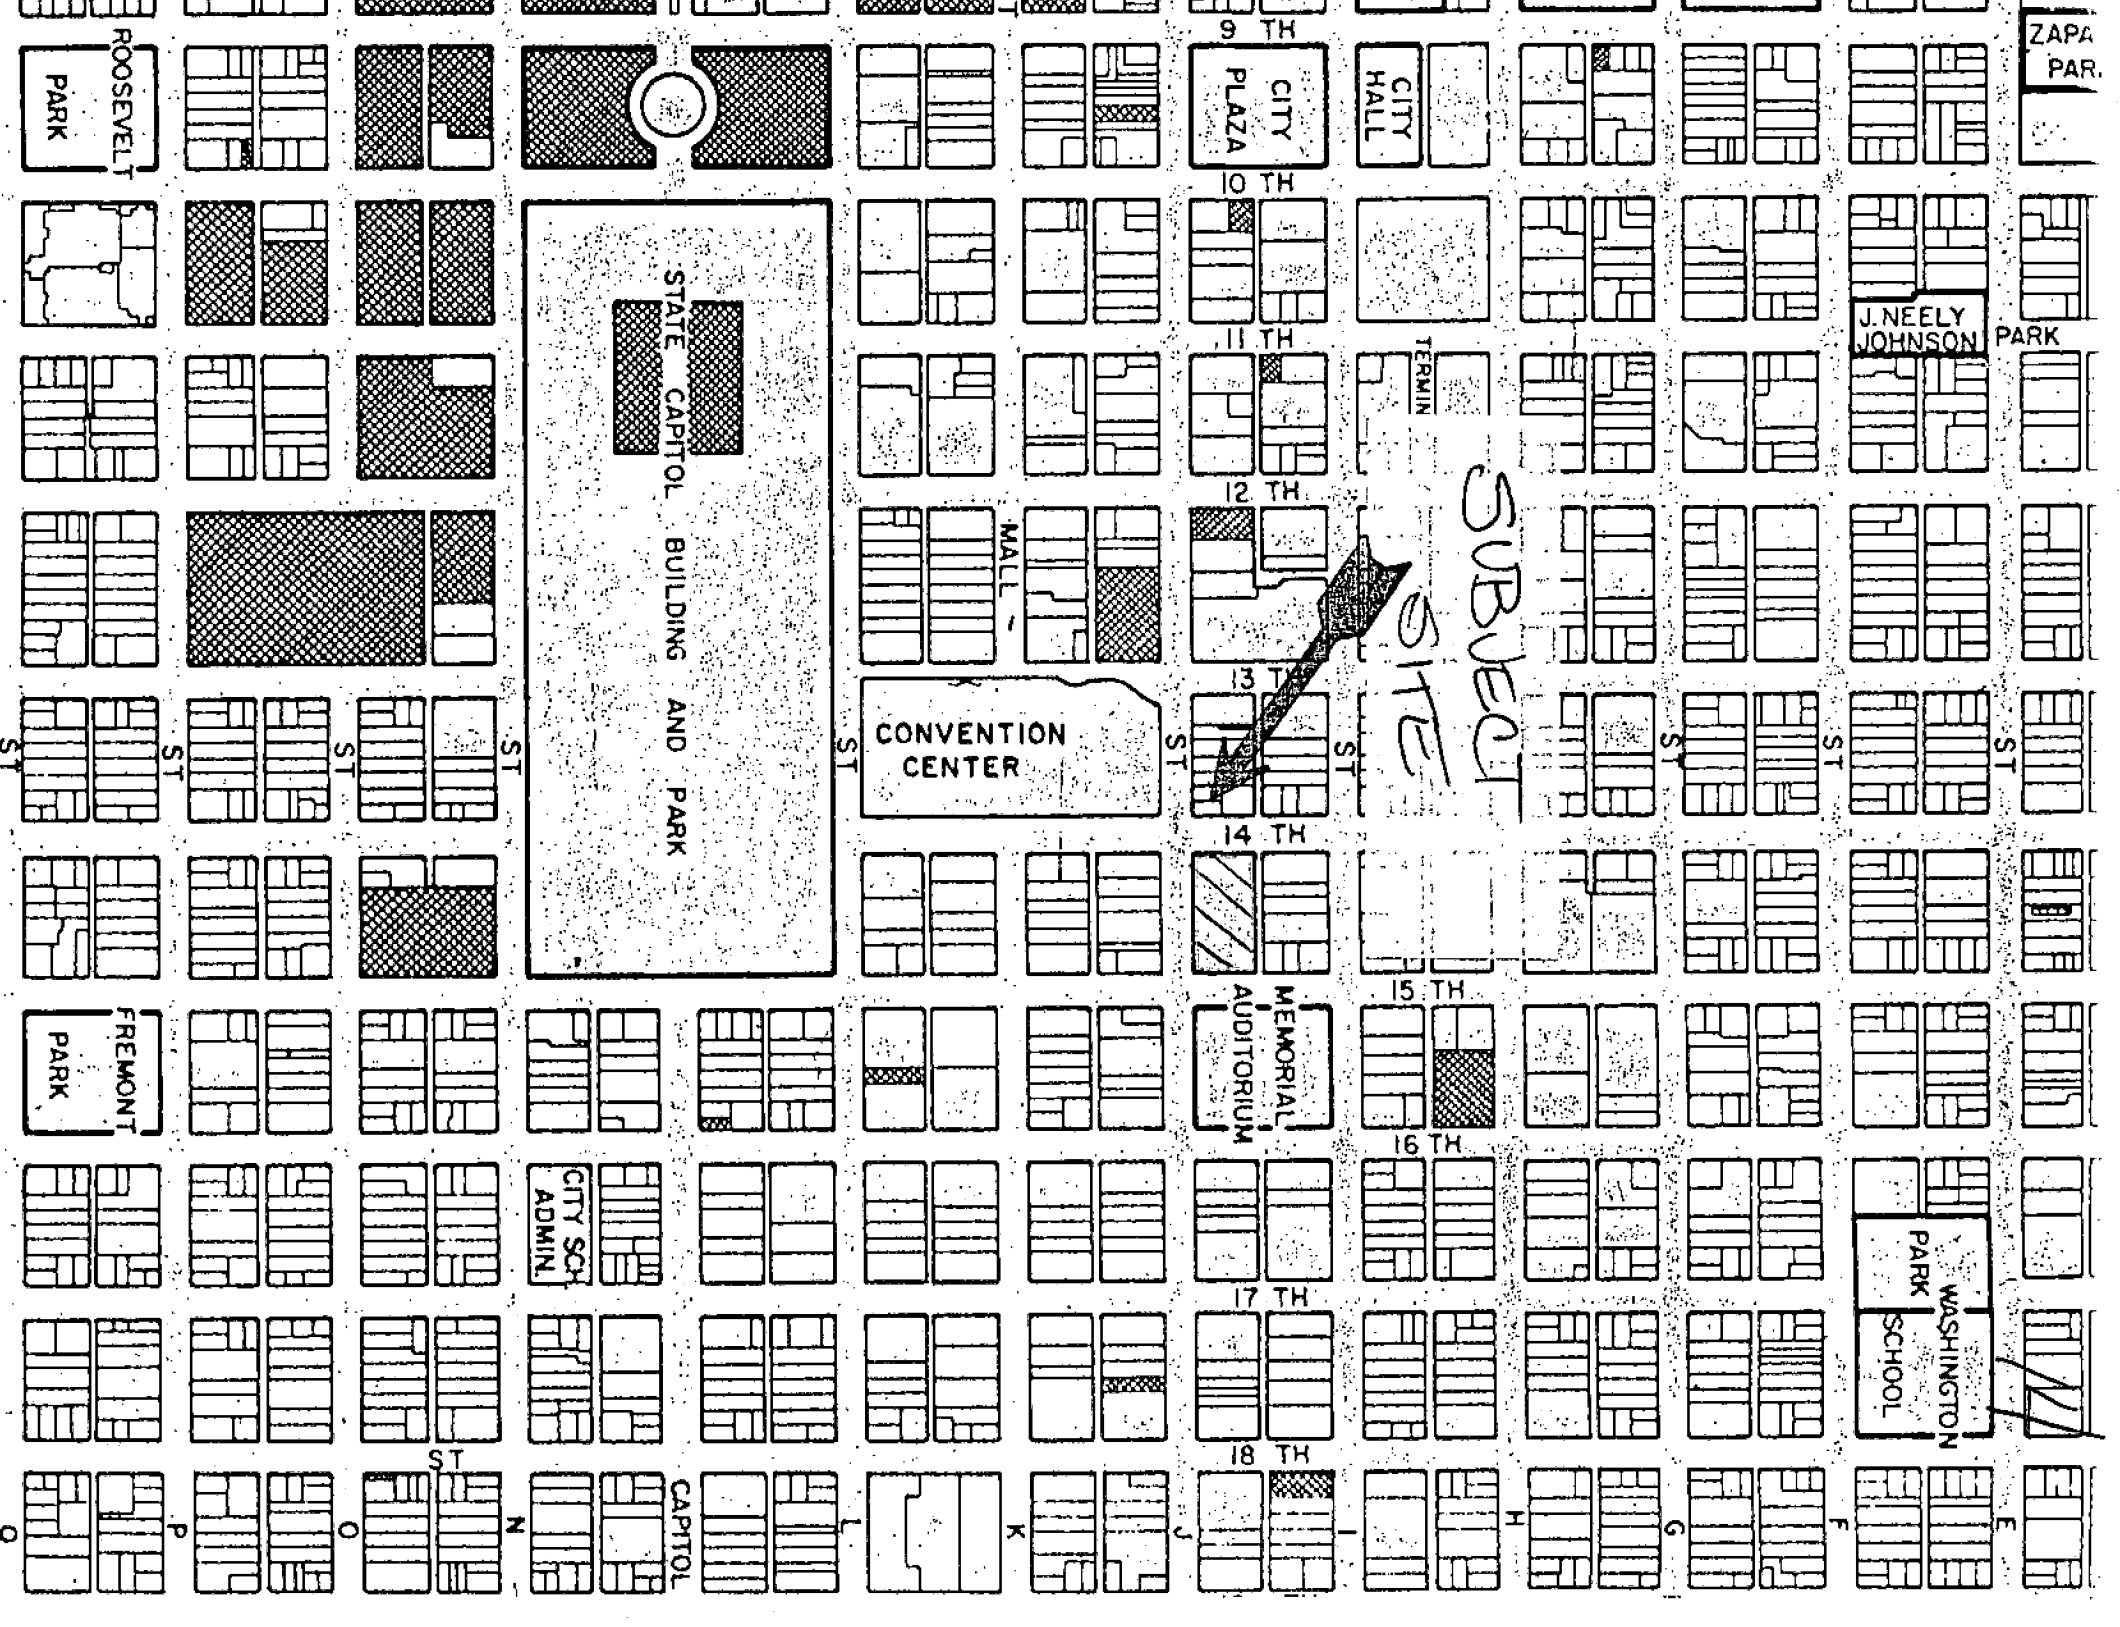 9 TH
ZAPA
PAR.
ROOSEVELT
PARK
CITY
PLAZA
CITY
HALL
10 TH
STATE CAPITOL BUILDING AND PARK
J. NEELY
JOHNSON PARK
11 TH
TERMIN
12 TH
MALL -
SUBJECT
SITE
13 TH
CONVENTION
CENTER
ST
ST
ST
ST
ST
ST
ST
ST
ST
ST
14 TH
15 TH
FREMONT
PARK
MEMORIAL
AUDITORIUM
16 TH
CITY SCH.
ADMIN.
17 TH
WASHINGTON
PARK
SCHOOL
18 TH
ST
Q
P
O
N
CAPITOL
L
K
J
I
H
G
F
E